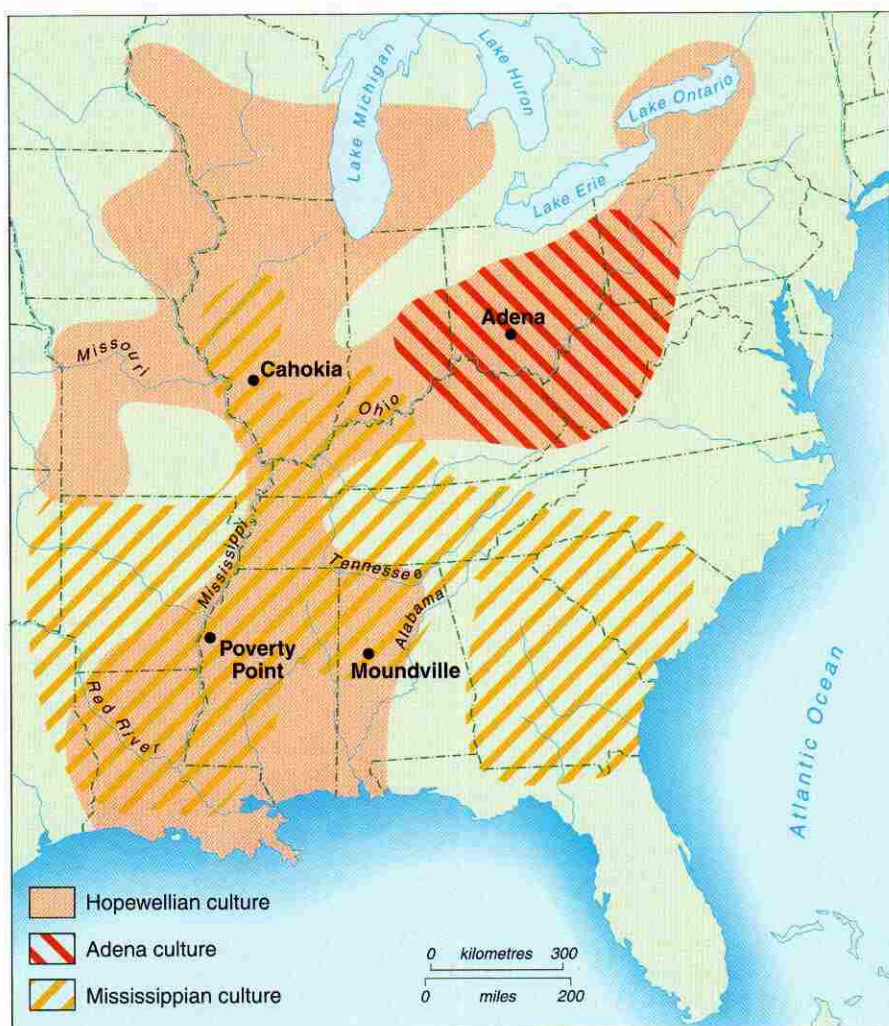 Lake Michigan
Lake Huron
Lake Ontario
Lake Erie
Adena
Missouri
Cahokia
Ohio
Mississippi
Tennessee
Alabama
Poverty
Point
Moundville
Red River
Atlantic Ocean
Hopewellian culture
Adena culture
Mississippian culture
0 kilometres 300
0 miles 200